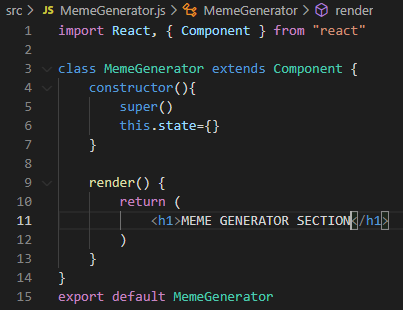 src > JS MemeGenerator.js > MemeGenerator > render
1 import React, { Component } from "react"
2
3 class MemeGenerator extends Component {
4 constructor(){
5 super()
6 this.state={}
7 }
8
9 render() {
10 return (
11 <h1>MEME GENERATOR SECTION</h1>
12 )
13 }
14 }
15 export default MemeGenerator